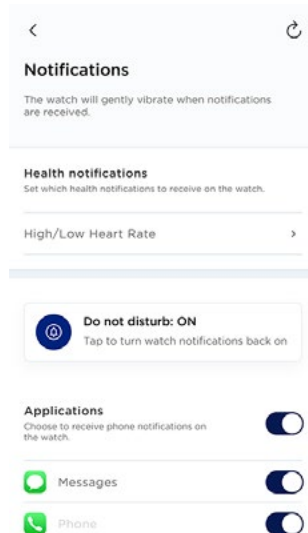 Notifications
The watch will gently vibrate when notifications
are received.
Health notifications
Set which health notifications to receive on the watch.
High/Low Heart Rate
Do not disturb: ON
Tap to turn watch notifications back on
Applications
Choose to receive phone notifications on
the watch.
Messages
Phone